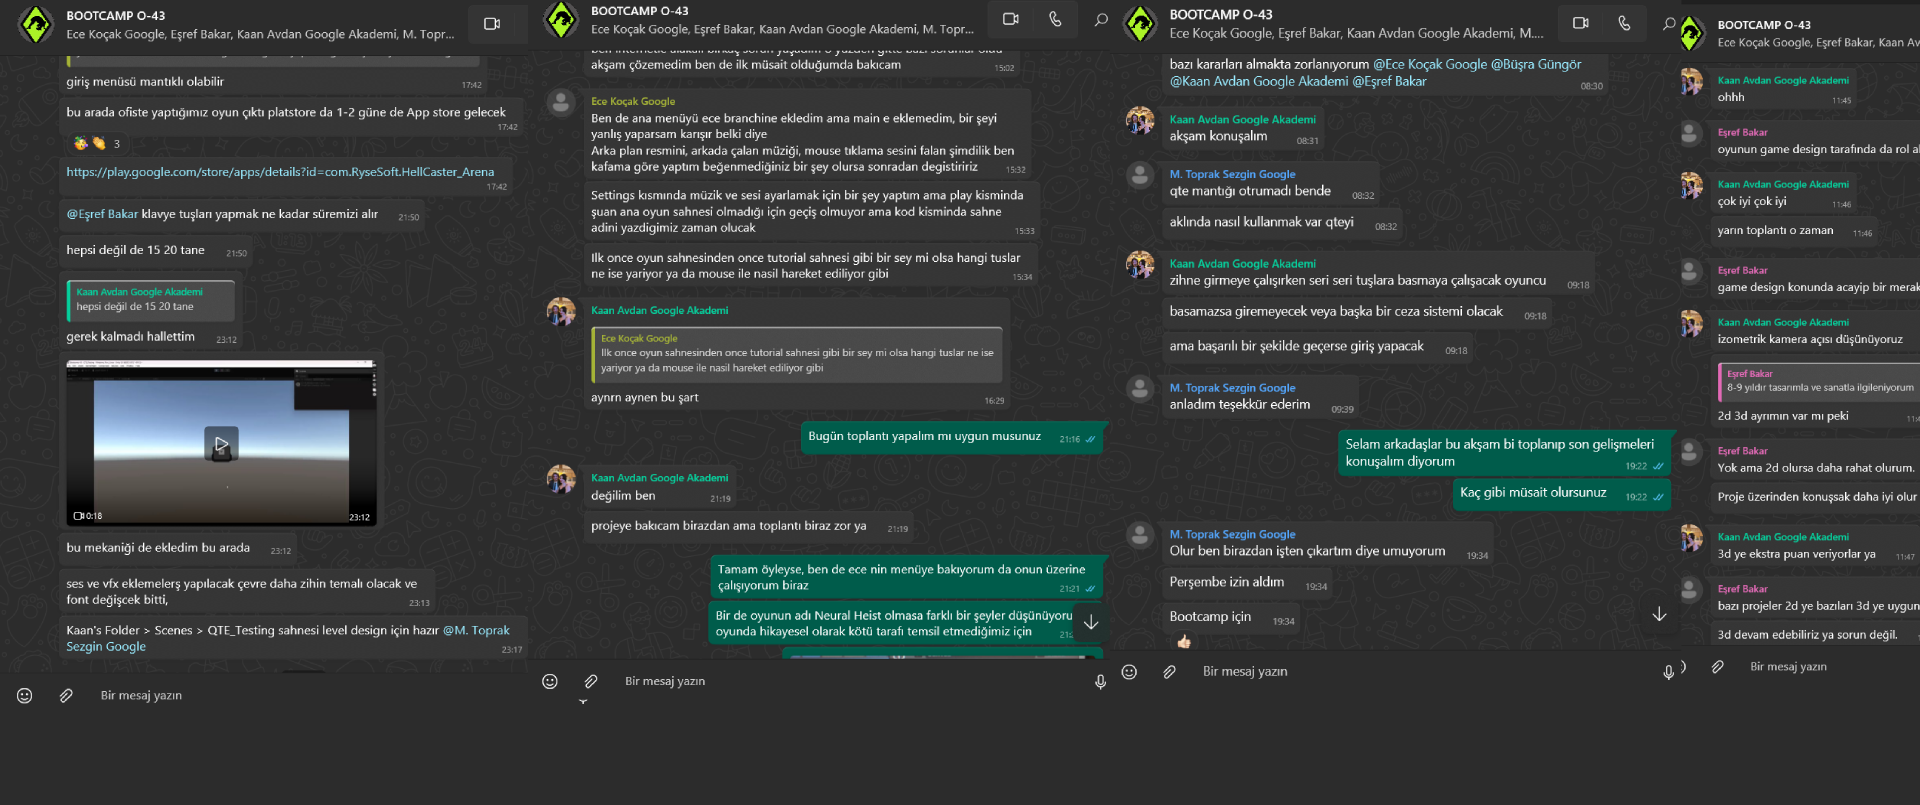 BOOTCAMP O-43
Ece Koçak Google, Eşref Bakar, Kaan Avdan Google Akademi, M. Topr...
giriş menüsü mantıklı olabilir
17:42
bu arada ofiste yaptığımız oyun çıktı platstore da 1-2 güne de App store gelecek
17:42
3
https://play.google.com/store/apps/details?id=com.RyseSoft.HellCaster_Arena
17:42
@Eşref Bakar klavye tuşları yapmak ne kadar süremizi alır 21:50
hepsi değil de 15 20 tane 21:50
Kaan Avdan Google Akademi
hepsi değil de 15 20 tane
gerek kalmadı hallettim 23:12
0:18 23:12
bu mekaniği de ekledim bu arada 23:12
ses ve vfx eklemelerş yapılacak çevre daha zihin temalı olacak ve
font değişcek bitti,
23:13
Kaan's Folder > Scenes > QTE_Testing sahnesi level design için hazır @M. Toprak
Sezgin Google
23:17
Bir mesaj yazın
BOOTCAMP O-43
Ece Koçak Google, Eşref Bakar, Kaan Avdan Google Akademi, M. Toprak Se...
akşam çözemedim ben de ilk müsait olduğumda bakıcam
15:02
Ece Koçak Google
Ben de ana menüyü ece branchine ekledim ama main e eklemedim, bir şeyi
yanlış yaparsam karışır belki diye
Arka plan resmini, arkada çalan müziği, mouse tıklama sesini falan şimdilik ben
kafama göre yaptım beğenmediğiniz bir şey olursa sonradan degistiririz
15:32
Settings kısmında müzik ve sesi ayarlamak için bir şey yaptım ama play kisminda
şuan ana oyun sahnesi olmadığı için geçiş olmuyor ama kod kisminda sahne
adini yazdigimiz zaman olucak
15:33
Ilk once oyun sahnesinden once tutorial sahnesi gibi bir sey mi olsa hangi tuslar
ne ise yariyor ya da mouse ile nasil hareket ediliyor gibi
15:34
Kaan Avdan Google Akademi
Ece Koçak Google
Ilk once oyun sahnesinden once tutorial sahnesi gibi bir sey mi olsa hangi tuslar ne ise
yariyor ya da mouse ile nasil hareket ediliyor gibi
aynrn aynen bu şart
16:29
Bugün toplantı yapalım mı uygun musunuz 21:16
Kaan Avdan Google Akademi
değilim ben
21:19
projeye bakıcam birazdan ama toplantı biraz zor ya 21:19
Tamam öyleyse, ben de ece nin menüye bakıyorum da onun üzerine
çalışıyorum biraz
21:21
Bir de oyunun adı Neural Heist olmasa farklı bir şeyler düşünüyoru
oyunda hikayesel olarak kötü tarafı temsil etmediğimiz için
Bir mesaj yazın
BOOTCAMP O-43
Ece Koçak Google, Eşref Bakar, Kaan Avdan Google Akademi, M....
bazı kararları almakta zorlanıyorum @Ece Koçak Google @Büşra Güngör
@Kaan Avdan Google Akademi @Eşref Bakar
08:30
Kaan Avdan Google Akademi
akşam konuşalım
08:31
M. Toprak Sezgin Google
qte mantığı otrumadı bende
08:32
aklında nasıl kullanmak var qteyi 08:32
Kaan Avdan Google Akademi
zihne girmeye çalışırken seri seri tuşlara basmaya çalışacak oyuncu
09:18
basamazsa giremeyecek veya başka bir ceza sistemi olacak 09:18
ama başarılı bir şekilde geçerse giriş yapacak 09:18
M. Toprak Sezgin Google
anladım teşekkür ederim
09:39
Selam arkadaşlar bu akşam bi toplanıp son gelişmeleri
konuşalım diyorum
19:22
Kaç gibi müsait olursunuz 19:22
M. Toprak Sezgin Google
Olur ben birazdan işten çıkartım diye umuyorum
19:34
Perşembe izin aldım 19:34
Bootcamp için 19:34
Bir mesaj yazın
BOOTCAMP O-43
Ece Koçak Google, Eşref Bakar, Kaan Av
Kaan Avdan Google Akademi
ohhh
11:45
Eşref Bakar
oyunun game design tarafında da rol al
Kaan Avdan Google Akademi
çok iyi çok iyi
11:46
yarın toplantı o zaman 11:46
Eşref Bakar
game design konunda acayip bir merak
Kaan Avdan Google Akademi
izometrik kamera açısı düşünüyoruz
Eşref Bakar
8-9 yıldır tasarımla ve sanatla ilgileniyorum
2d 3d ayrımın var mı peki
Eşref Bakar
Yok ama 2d olursa daha rahat olurum.
Proje üzerinden konuşsak daha iyi olur
Kaan Avdan Google Akademi
3d ye ekstra puan veriyorlar ya
11:47
Eşref Bakar
bazı projeler 2d ye bazıları 3d ye uygun
3d devam edebiliriz ya sorun değil.
Bir mesaj yazın